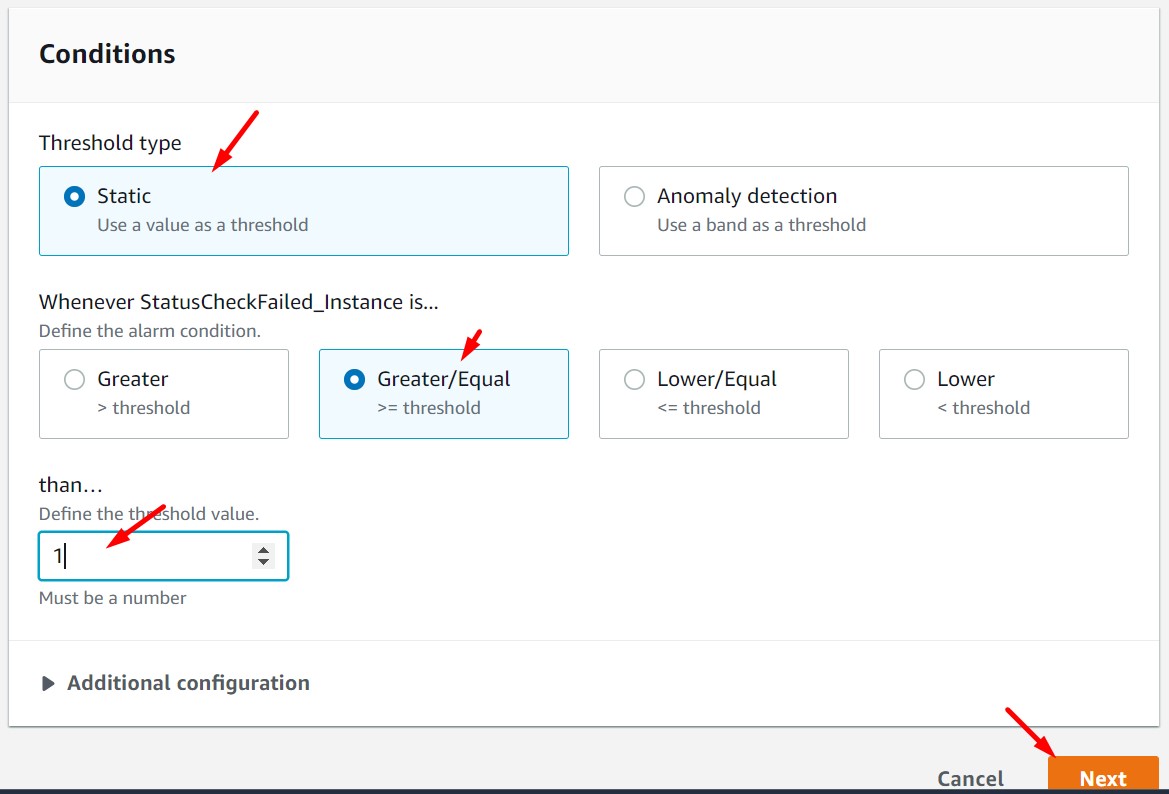 Conditions
Threshold type
Static
Use a value as a threshold
Anomaly detection
Use a band as a threshold
Whenever StatusCheckFailed_Instance is...
Define the alarm condition.
Greater
> threshold
Greater/Equal
>= threshold
Lower/Equal
<= threshold
Lower
< threshold
than...
Define the threshold value.
1
Must be a number
Additional configuration
Cancel
Next